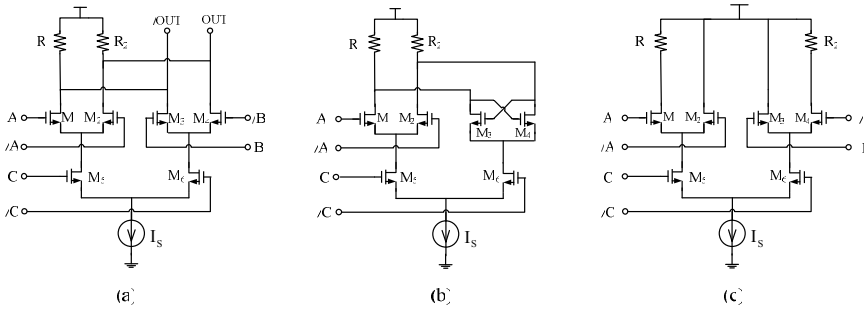 /OUT OUT
R R2
A M M2 M3 M4 /B
/A B
C M5 M6
/C
IS
(a)
R R2
A M M2 M3 M4
/A
C M5 M6
/C
IS
(b)
R R2
A M M2 M3 M4
/A
C M5 M6
/C
IS
(c)